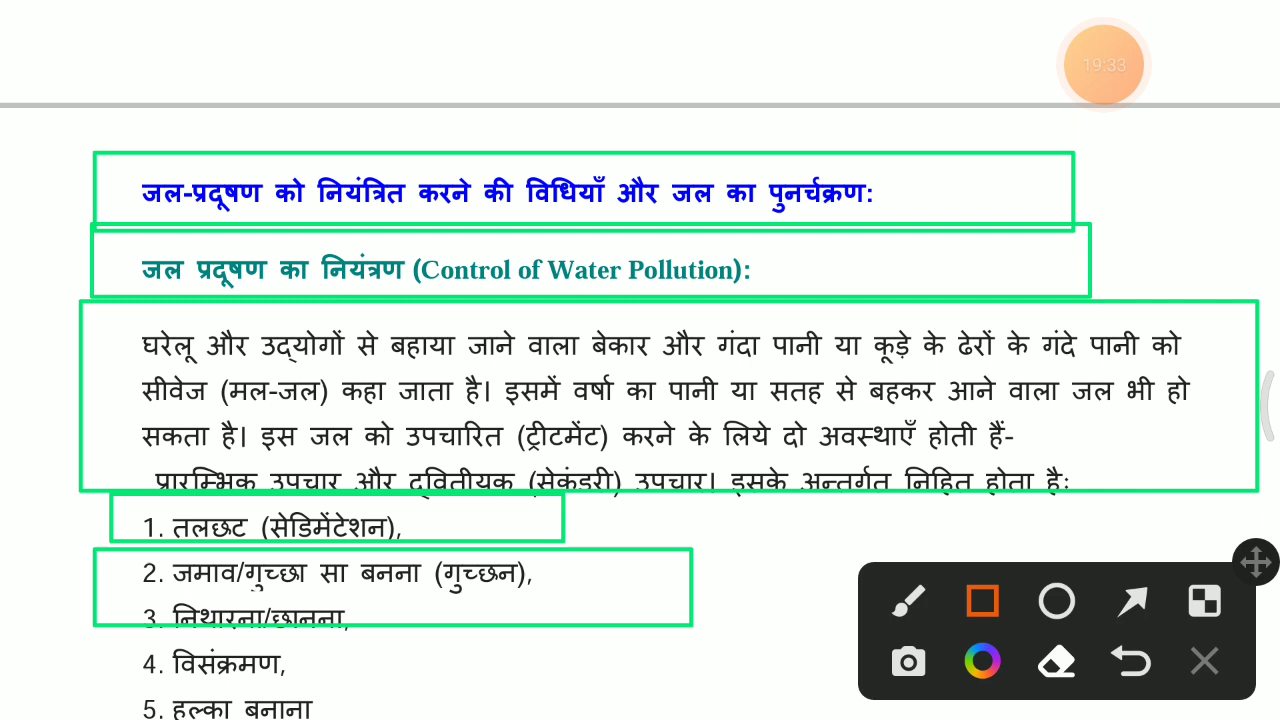 19:33
जल-प्रदूषण को नियंत्रित करने की विधियाँ और जल का पुनर्चक्रण:
जल प्रदूषण का नियंत्रण (Control of Water Pollution):
घरेलू और उद्योगों से बहाया जाने वाला बेकार और गंदा पानी या कूड़े के ढेरों के गंदे पानी को
सीवेज (मल-जल) कहा जाता है। इसमें वर्षा का पानी या सतह से बहकर आने वाला जल भी हो
सकता है। इस जल को उपचारित (ट्रीटमेंट) करने के लिये दो अवस्थाएँ होती हैं-
प्रारम्भिक उपचार और द्वितीयक (सेकंडरी) उपचार। इसके अन्तर्गत निहित होता हैः
1. तलछट (सेडिमेंटेशन),
2. जमाव/गुच्छा सा बनना (गुच्छन),
3. निथारना/छानना,
4. विसंक्रमण,
5. हल्का बनाना